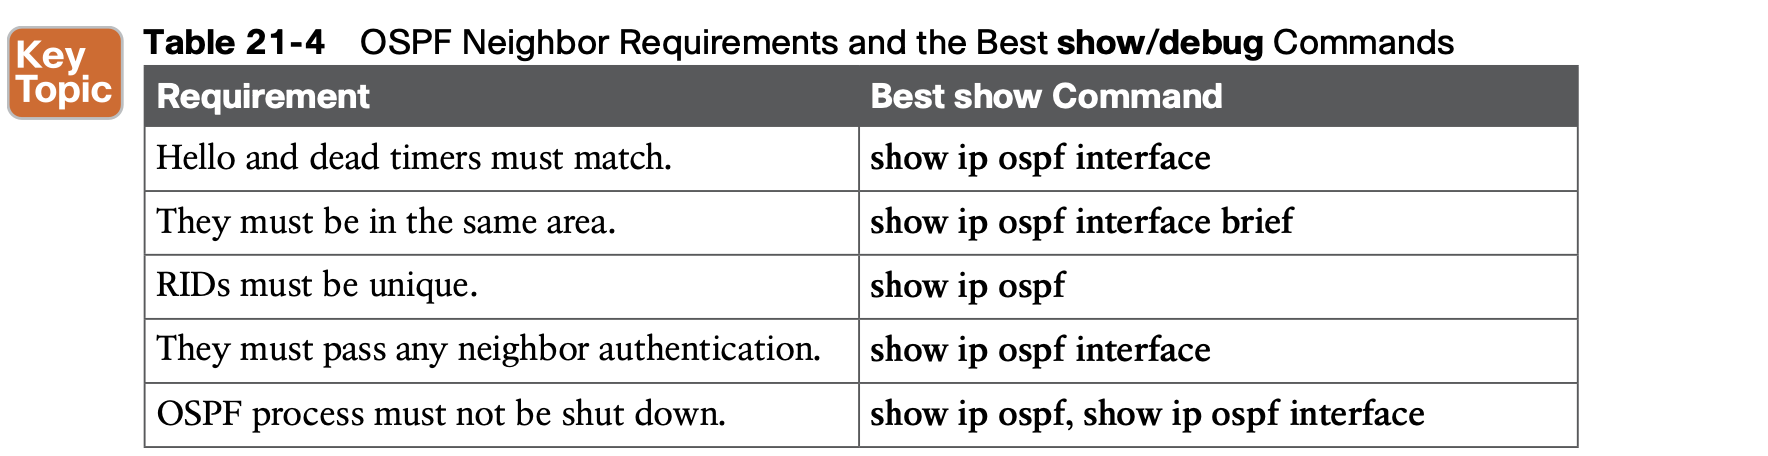 Key
Topic
Table 21-4 OSPF Neighbor Requirements and the Best show/debug Commands
Requirement Best show Command
Hello and dead timers must match. show ip ospf interface
They must be in the same area. show ip ospf interface brief
RIDs must be unique. show ip ospf
They must pass any neighbor authentication. show ip ospf interface
OSPF process must not be shut down. show ip ospf, show ip ospf interface